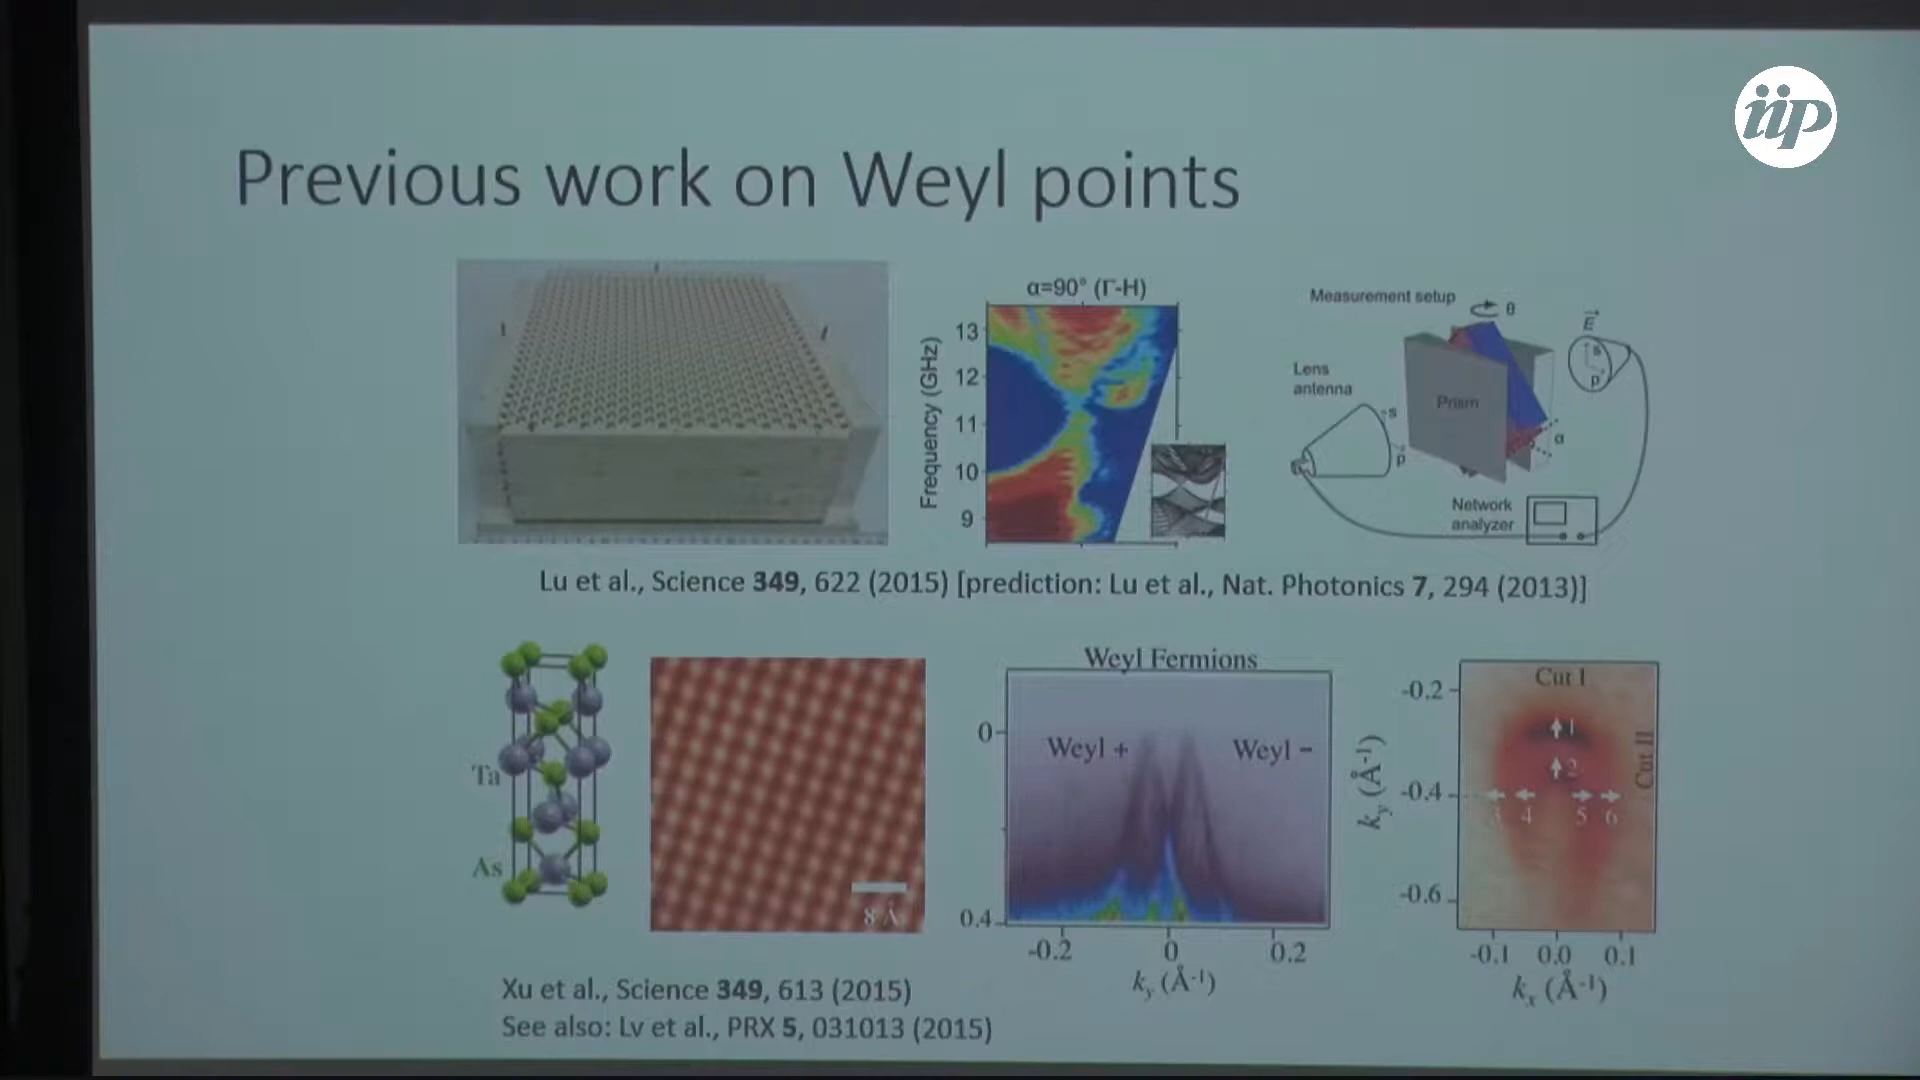 iip
Previous work on Weyl points
α=90° (Γ-H)
Frequency (GHz)
13
12
11
10
9
Measurement setup
θ
E
s
p
Lens
antenna
s
p
Prism
α
Network
analyzer
Lu et al., Science 349, 622 (2015) [prediction: Lu et al., Nat. Photonics 7, 294 (2013)]
Ta
As
8 Å
Weyl Fermions
Weyl + Weyl -
0
0.4
-0.2 0 0.2
ky (Å-1)
Cut I
Cut II
1
2
3 4 5 6
ky (Å-1)
-0.2
-0.4
-0.6
-0.1 0.0 0.1
kx (Å-1)
Xu et al., Science 349, 613 (2015)
See also: Lv et al., PRX 5, 031013 (2015)